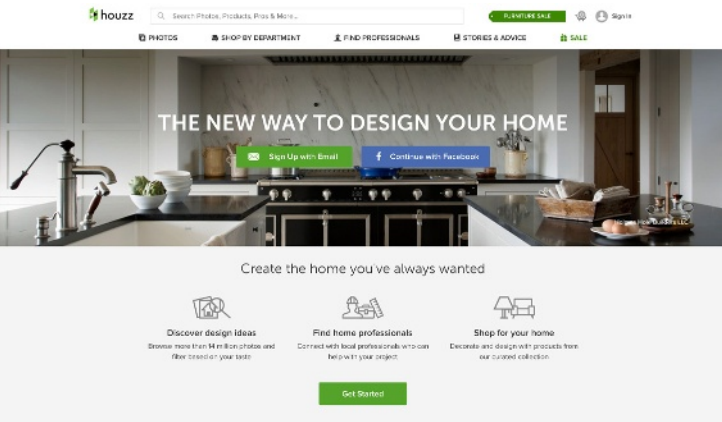 houzz
Search Photos, Products, Pros & More...
FURNITURE SALE
Sign In
PHOTOS
SHOP BY DEPARTMENT
FIND PROFESSIONALS
STORIES & ADVICE
SALE
THE NEW WAY TO DESIGN YOUR HOME
Sign Up with Email
f Continue with Facebook
Create the home you've always wanted
Discover design ideas
Browse more than 14 million photos and
filter based on your taste
Find home professionals
Connect with local professionals who can
help with your project
Shop for your home
Decorate and design with products from
our curated collection
Get Started